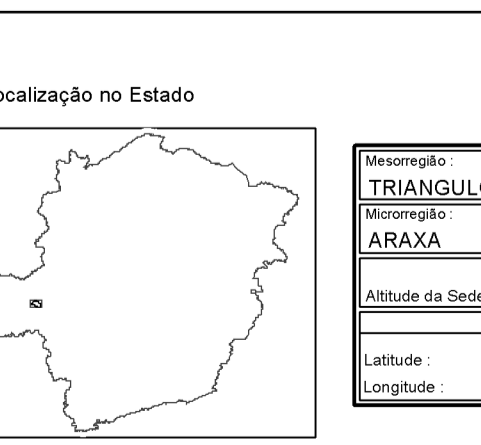 ocalização no Estado
Mesorregião :
TRIANGUL
Microrregião :
ARAXA
Altitude da Sede
Latitude :
Longitude :